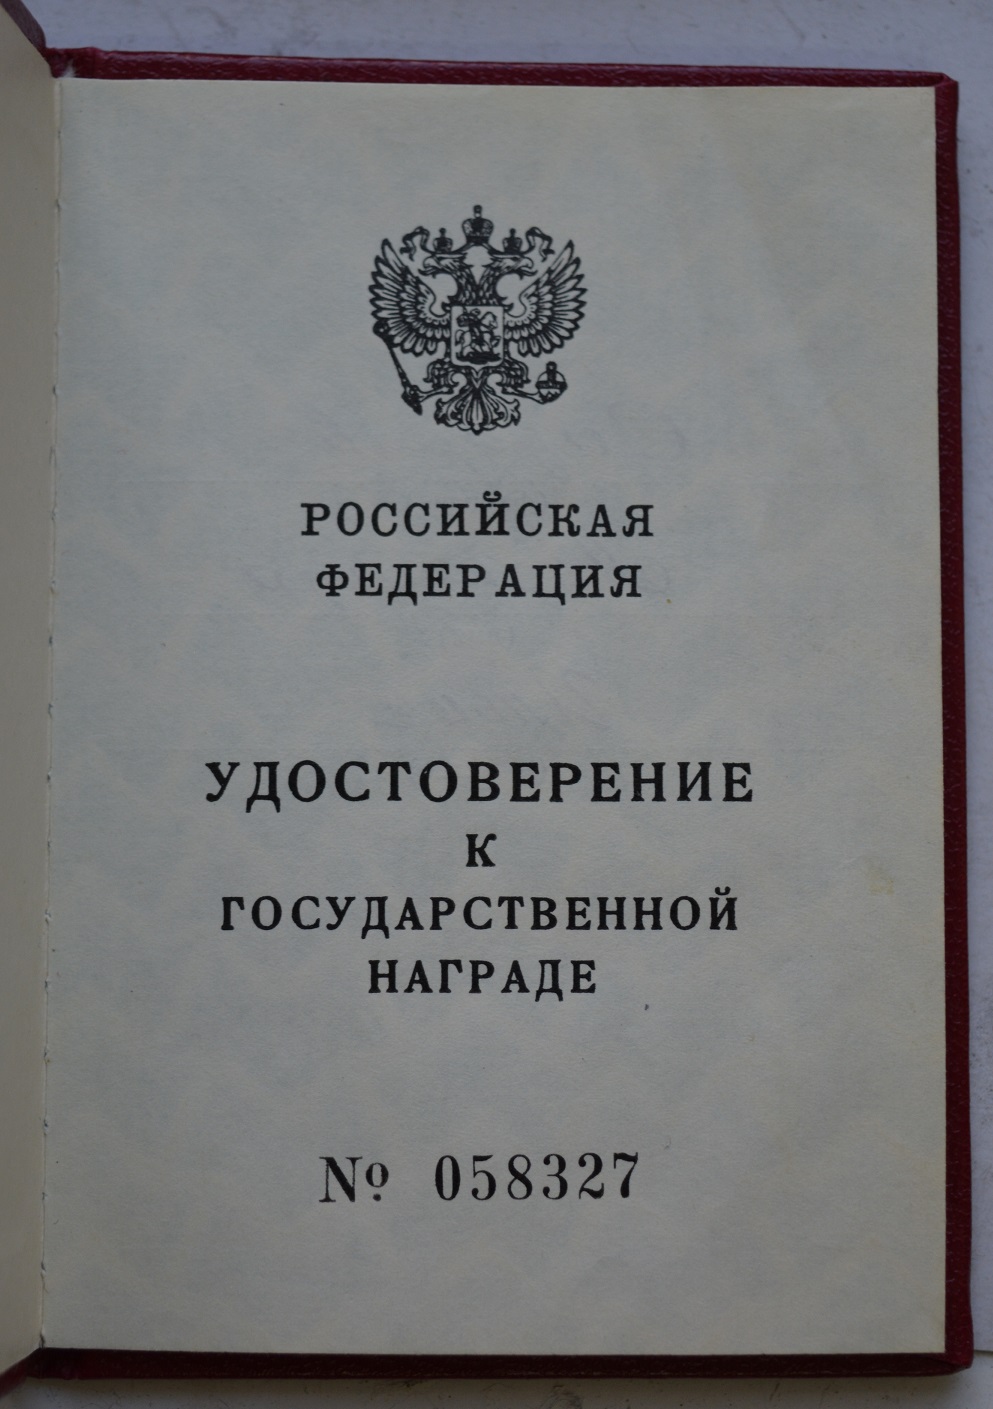 РОССИЙСКАЯ
ФЕДЕРАЦИЯ
УДОСТОВЕРЕНИЕ
К
ГОСУДАРСТВЕННОЙ
НАГРАДЕ
№ 058327